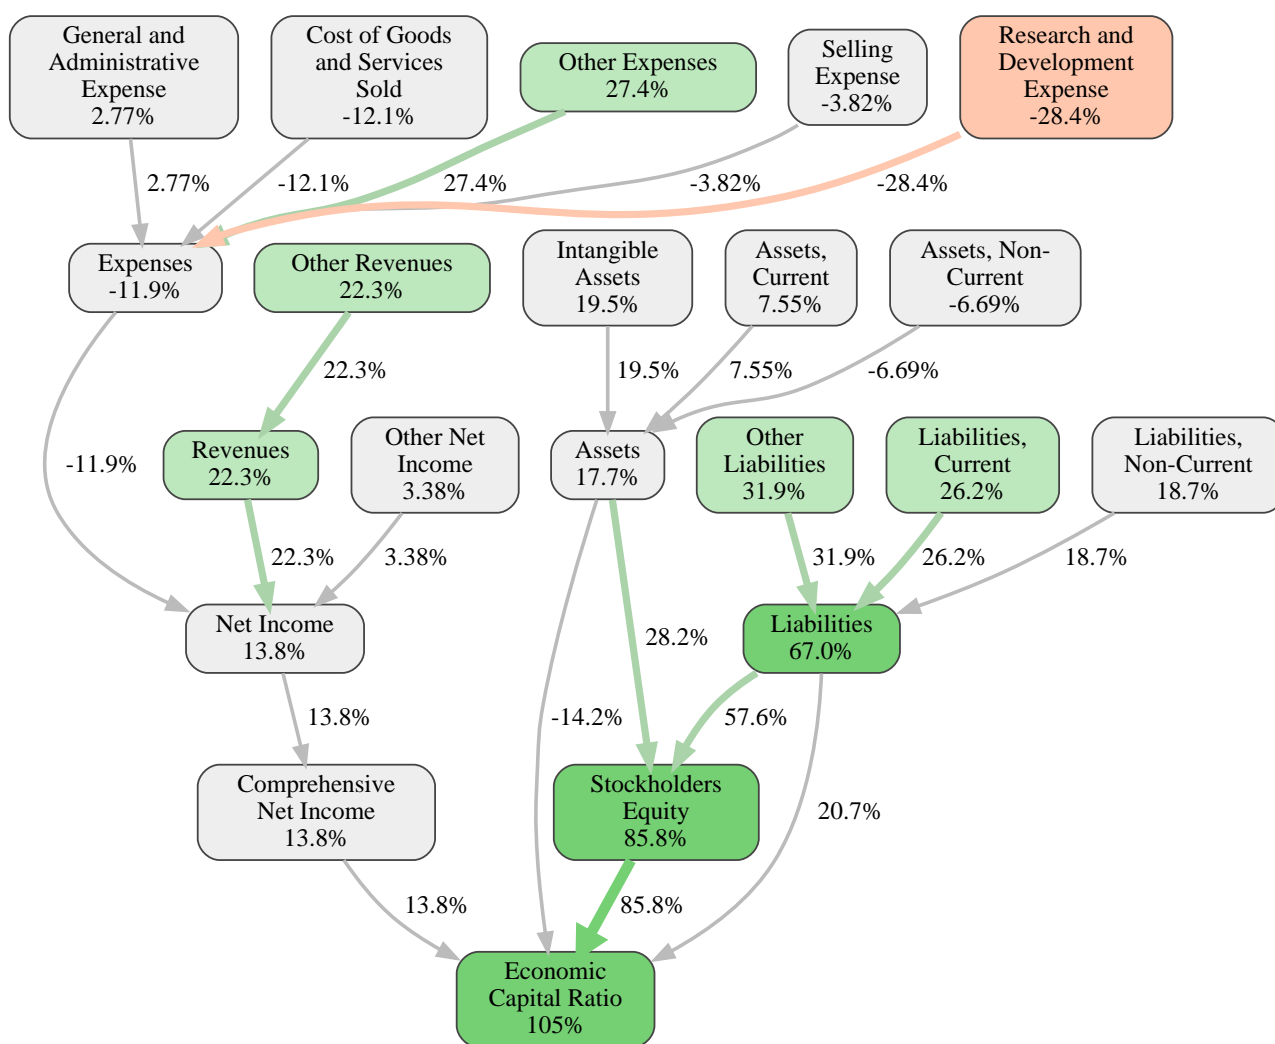 General and
Administrative
Expense
2.77%
Cost of Goods
and Services
Sold
-12.1%
Other Expenses
27.4%
Selling
Expense
-3.82%
Research and
Development
Expense
-28.4%
2.77%
-12.1%
27.4%
-3.82%
-28.4%
Expenses
-11.9%
Other Revenues
22.3%
Intangible
Assets
19.5%
Assets,
Current
7.55%
Assets, Non-
Current
-6.69%
22.3%
19.5%
7.55%
-6.69%
-11.9%
Revenues
22.3%
Other Net
Income
3.38%
Assets
17.7%
Other
Liabilities
31.9%
Liabilities,
Current
26.2%
Liabilities,
Non-Current
18.7%
22.3%
3.38%
31.9%
26.2%
18.7%
Net Income
13.8%
28.2%
Liabilities
67.0%
13.8%
-14.2%
57.6%
Comprehensive
Net Income
13.8%
Stockholders
Equity
85.8%
20.7%
13.8%
85.8%
Economic
Capital Ratio
105%